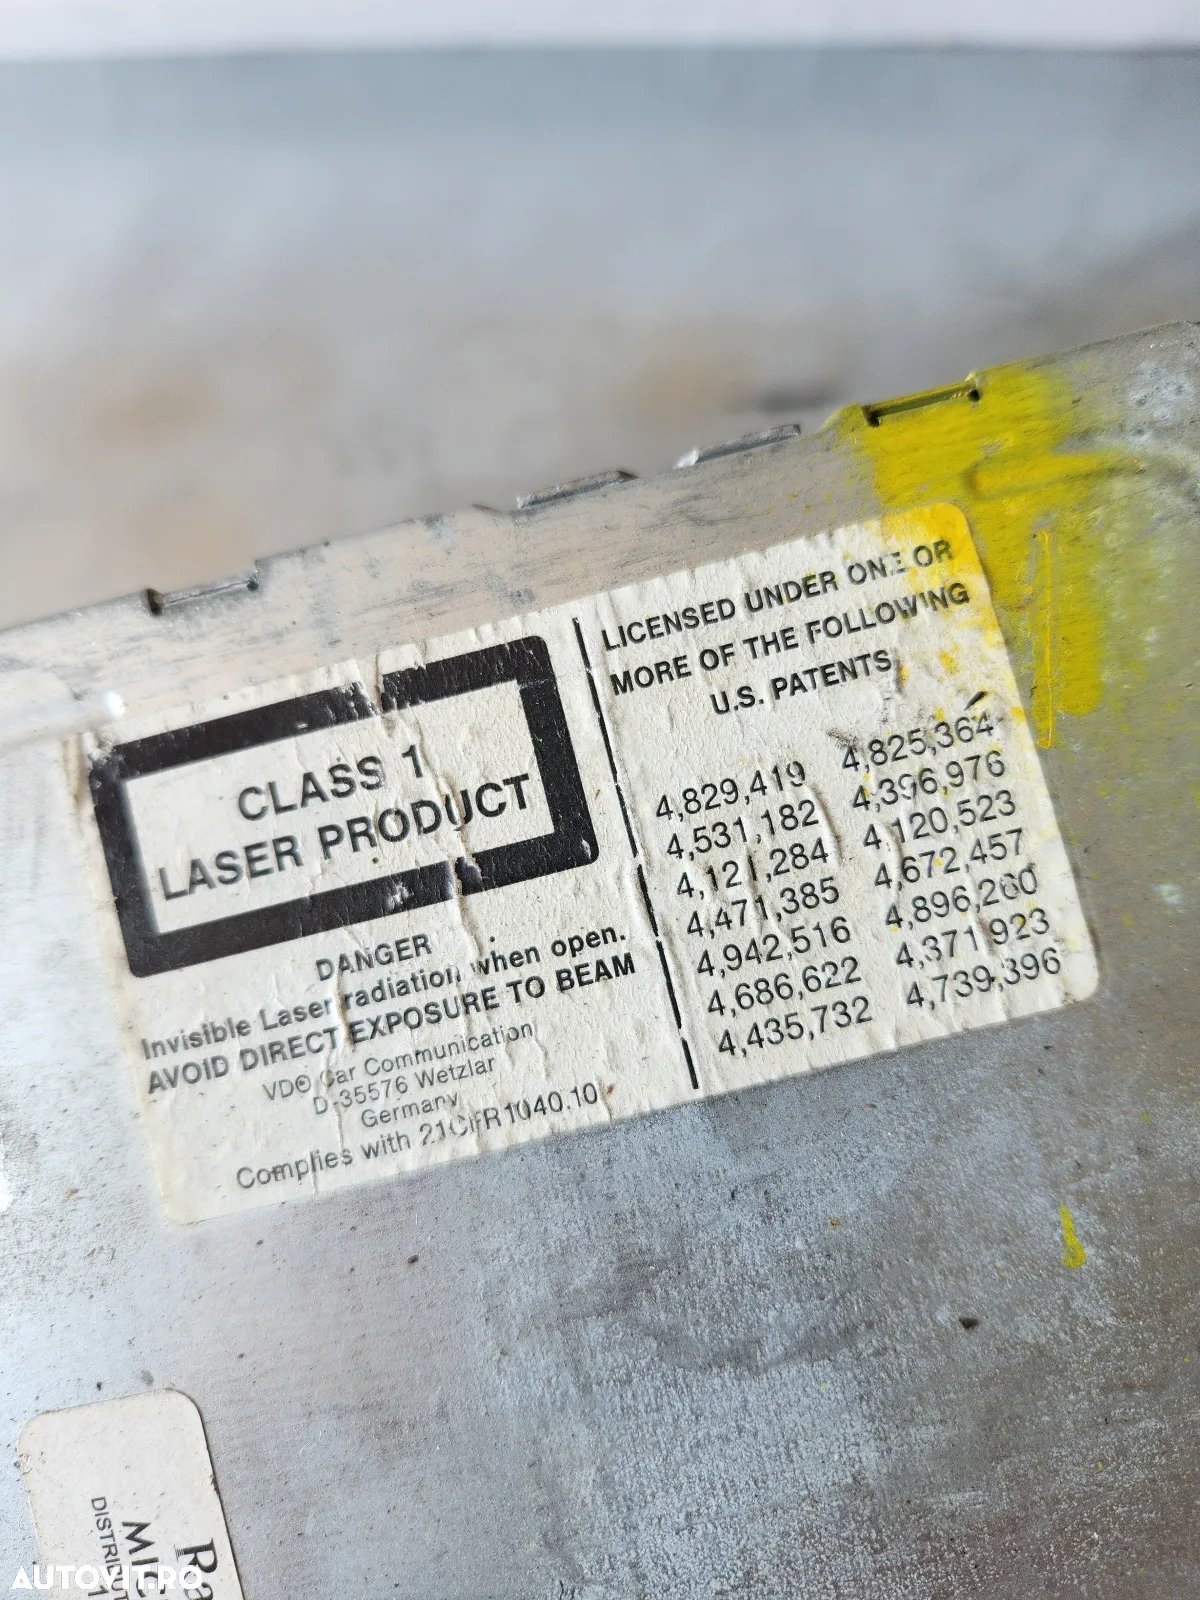 CLASS 1
LASER PRODUCT
DANGER
Invisible Laser radiation when open.
AVOID DIRECT EXPOSURE TO BEAM
VDO Car Communication
D-35576 Wetzlar
Germany
Complies with 21CFR1040.10
LICENSED UNDER ONE OR
MORE OF THE FOLLOWING
U.S. PATENTS
4,829,419 4,825,364
4,531,182 4,396,976
4,121,284 4,120,523
4,471,385 4,672,457
4,942,516 4,896,260
4,686,622 4,371,923
4,435,732 4,739,396
AUTOVIT.RO